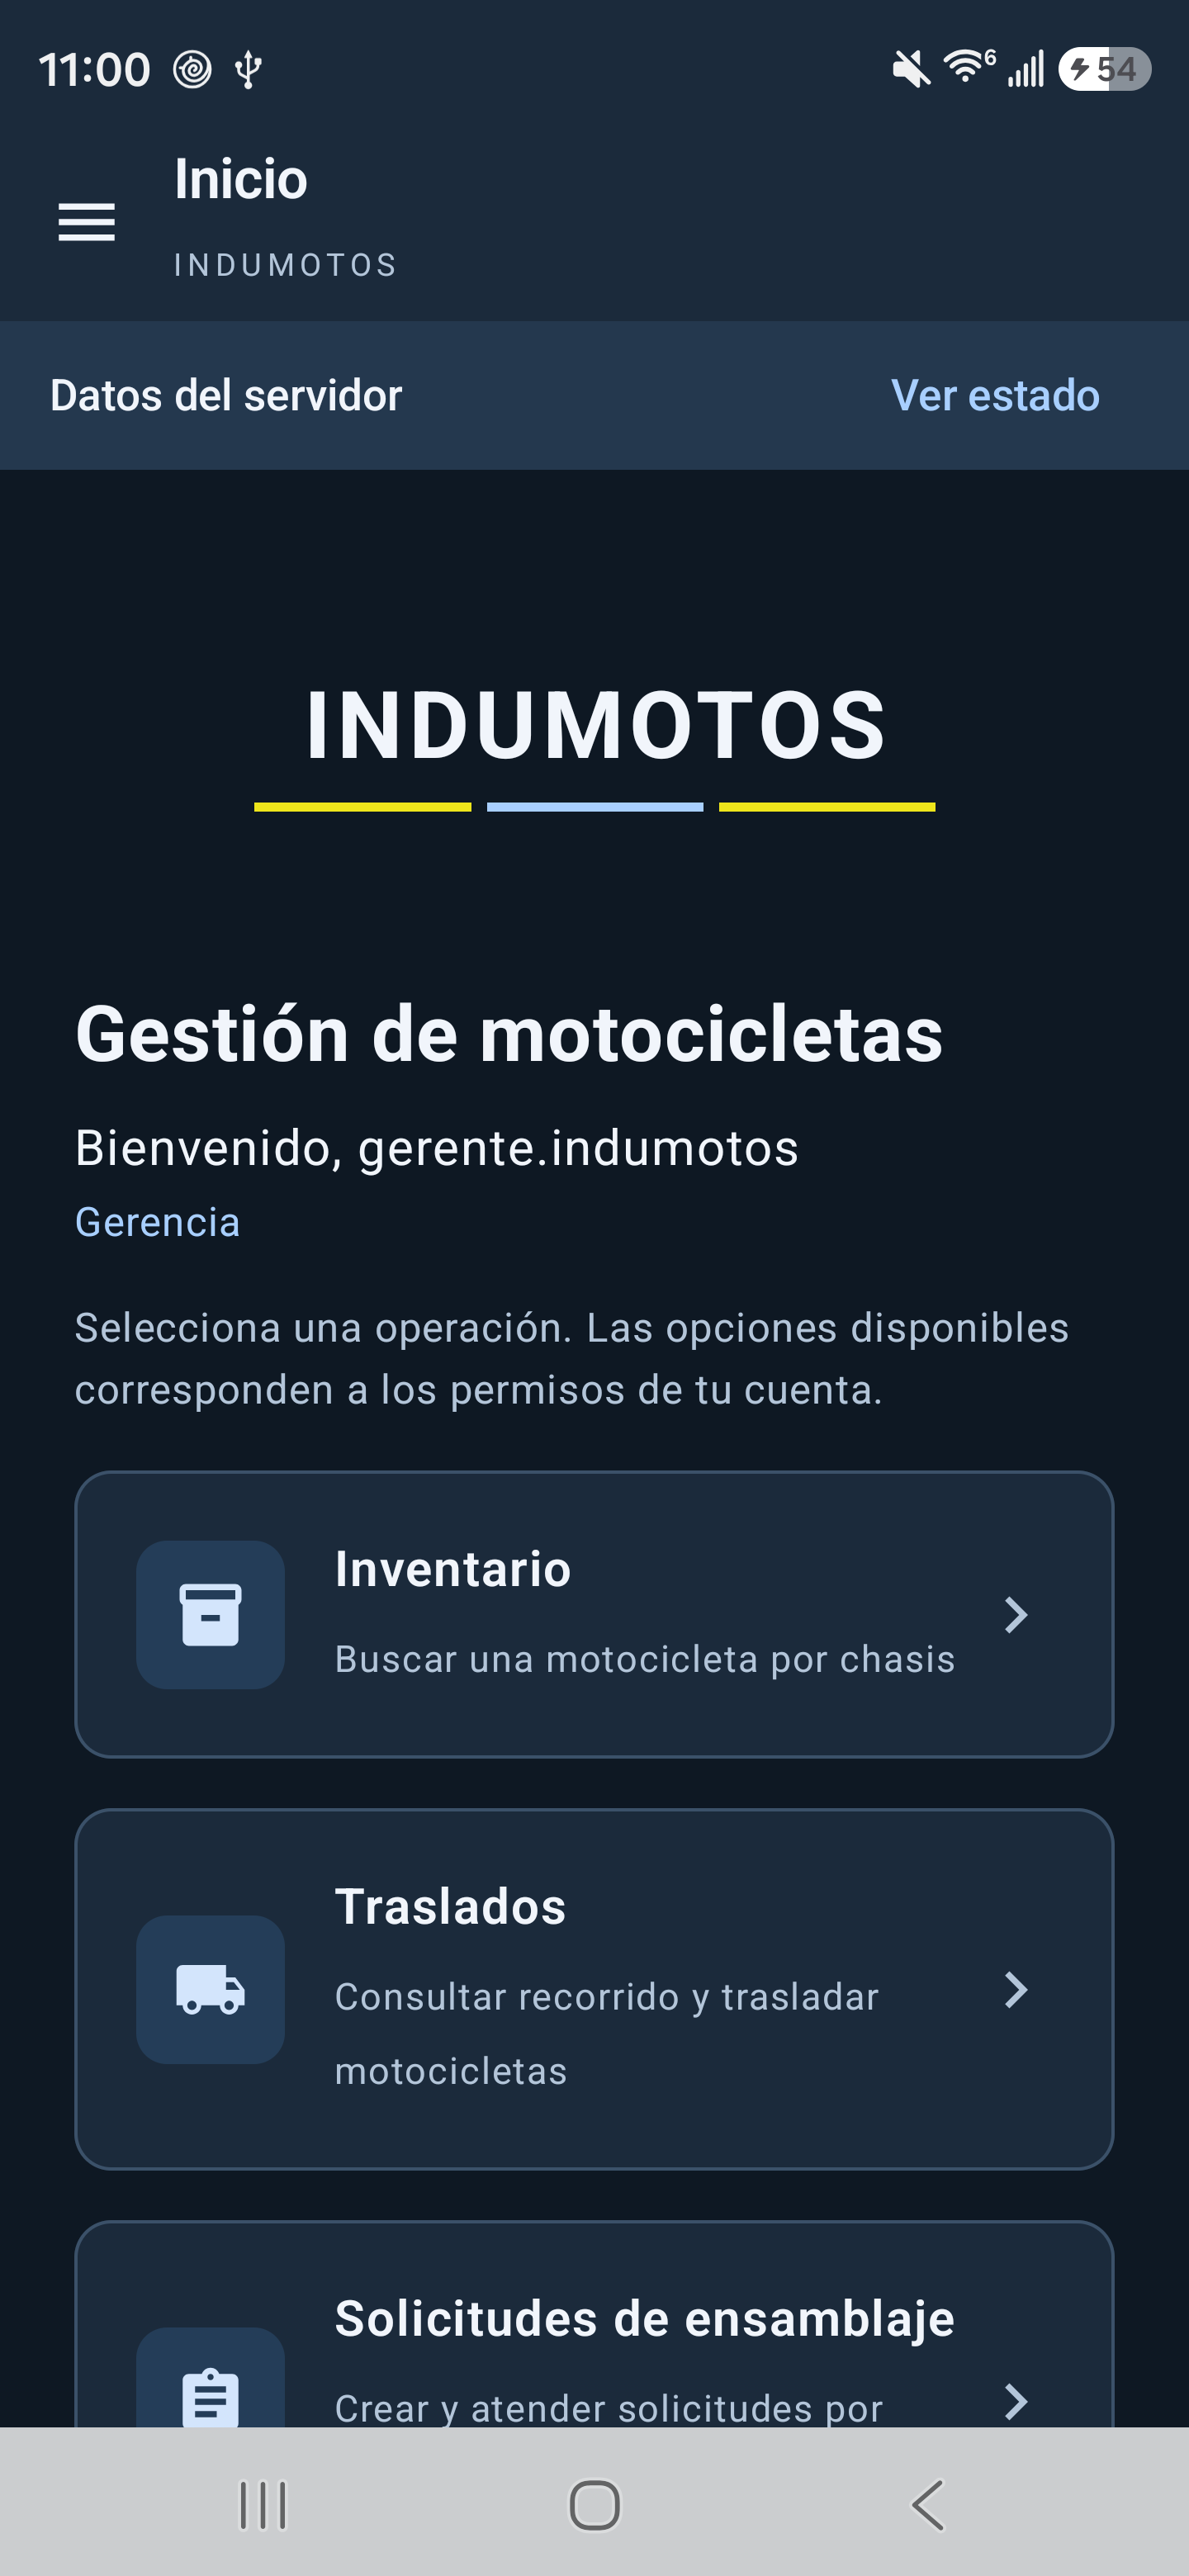 11:00
6
54
Inicio
INDUMOTOS
Datos del servidor
Ver estado
INDUMOTOS
Gestión de motocicletas
Bienvenido, gerente.indumotos
Gerencia
Selecciona una operación. Las opciones disponibles
corresponden a los permisos de tu cuenta.
Inventario
Buscar una motocicleta por chasis
Traslados
Consultar recorrido y trasladar
motocicletas
Solicitudes de ensamblaje
Crear y atender solicitudes por